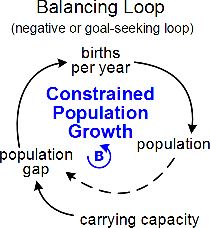 Balancing Loop
(negative or goal-seeking loop)
births
per year
Constrained
Population
Growth
population
population
gap
B
carrying capacity